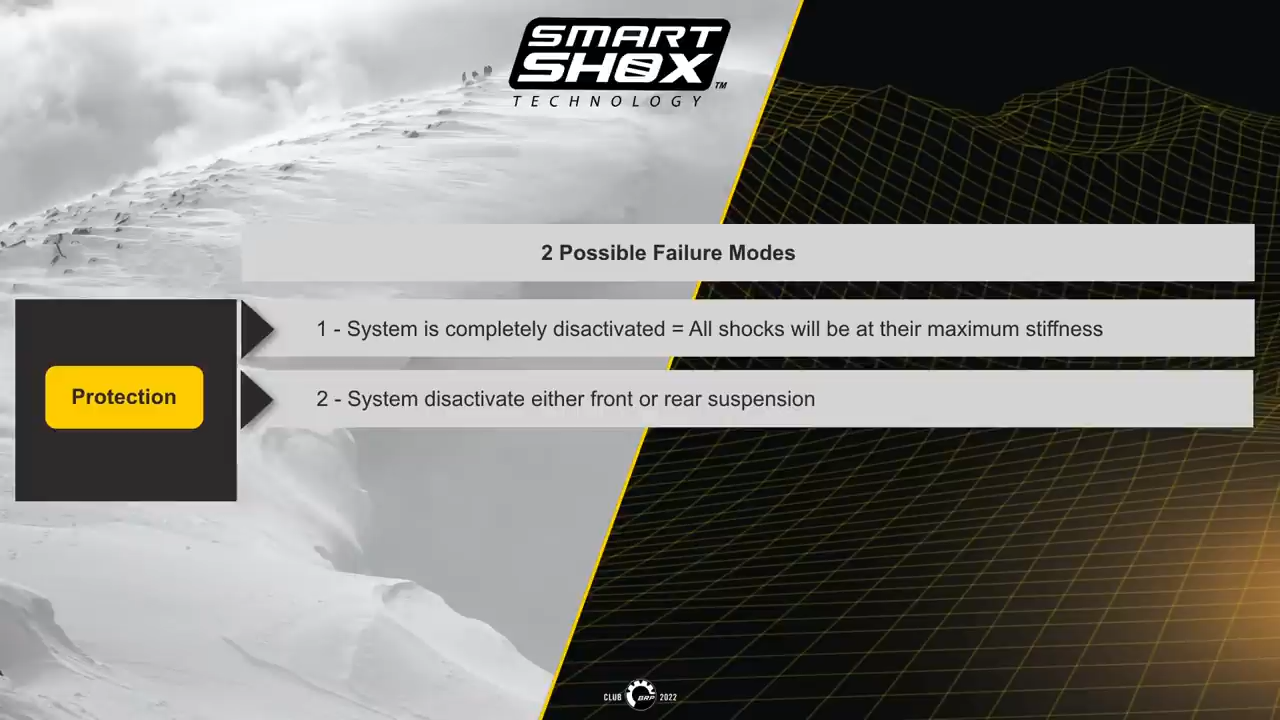 SMART
SHOX
TM
TECHNOLOGY
2 Possible Failure Modes
1 - System is completely disactivated = All shocks will be at their maximum stiffness
Protection
2 - System disactivate either front or rear suspension
CLUB BRP 2022